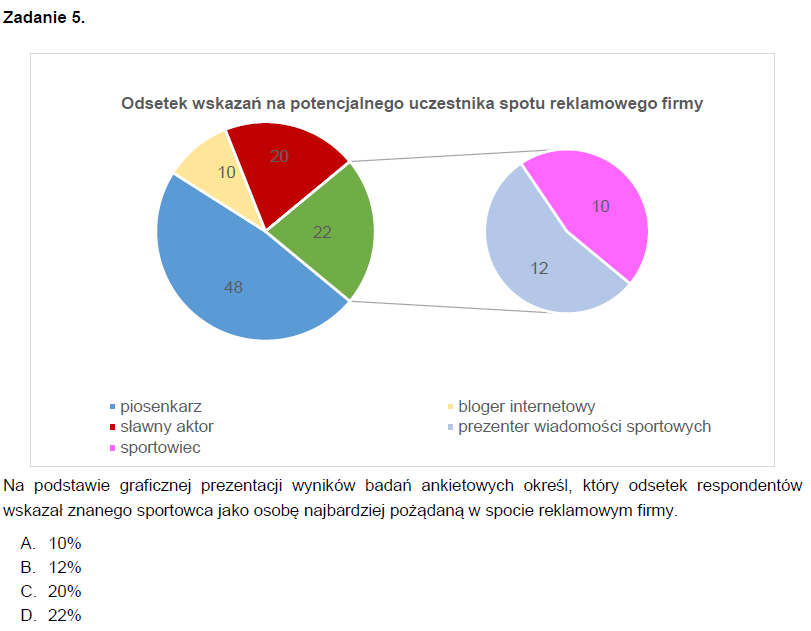 Zadanie 5.
Odsetek wskazań na potencjalnego uczestnika spotu reklamowego firmy
20
10
22
48
10
12
piosenkarz
bloger internetowy
sławny aktor
prezenter wiadomości sportowych
sportowiec
Na podstawie graficznej prezentacji wyników badań ankietowych określ, który odsetek respondentów
wskazał znanego sportowca jako osobę najbardziej pożądaną w spocie reklamowym firmy.
A. 10%
B. 12%
C. 20%
D. 22%